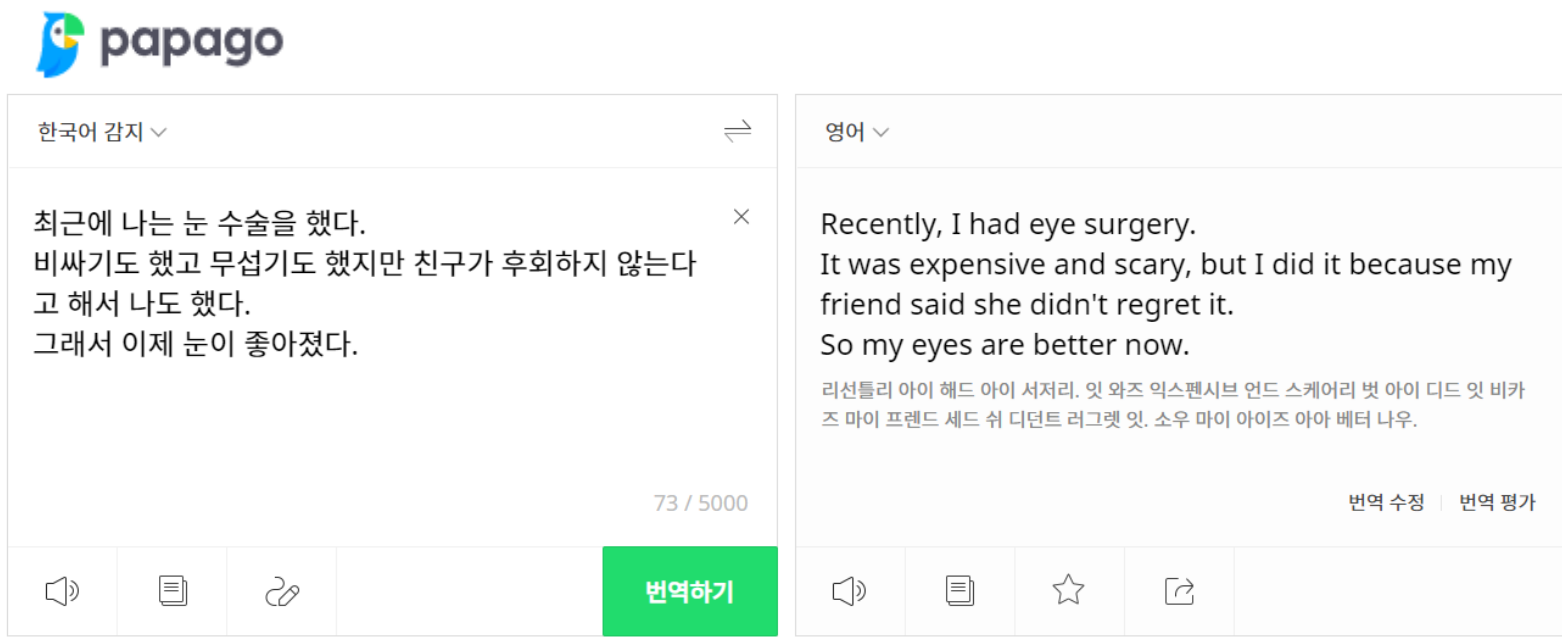 papago
한국어 감지
영어
최근에 나는 눈 수술을 했다.
비싸기도 했고 무섭기도 했지만 친구가 후회하지 않는다
고 해서 나도 했다.
그래서 이제 눈이 좋아졌다.
73 / 5000
번역하기
Recently, I had eye surgery.
It was expensive and scary, but I did it because my
friend said she didn't regret it.
So my eyes are better now.
리선틀리 아이 해드 아이 서저리. 잇 와즈 익스펜시브 언드 스케어리 벗 아이 디드 잇 비카
즈 마이 프렌드 세드 쉬 디던트 러그렛 잇. 소우 마이 아이즈 아아 베터 나우.
번역 수정
번역 평가